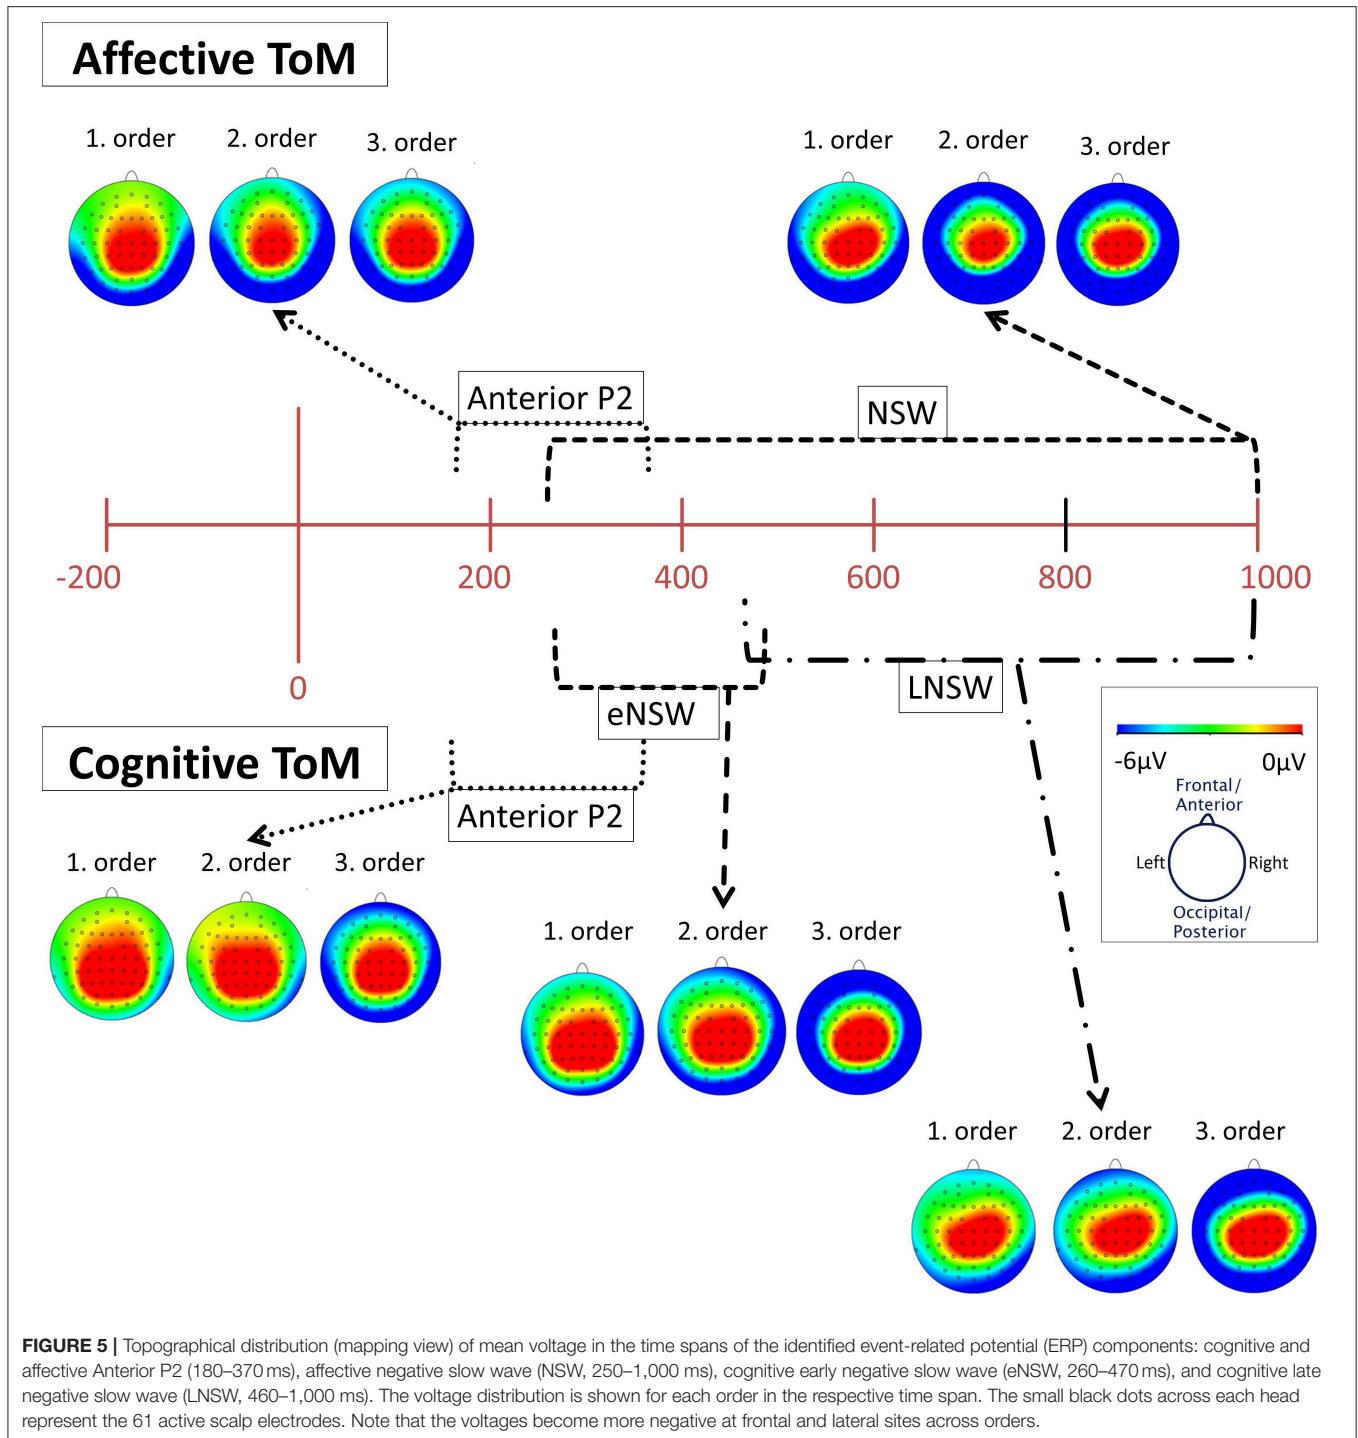 Affective ToM
1. order
2. order
3. order
1. order
2. order
3. order
Anterior P2
NSW
-200
200
400
600
800
1000
0
eNSW
LNSW
-6µV
0µV
Frontal/
Anterior
Left
Right
Occipital/
Posterior
Cognitive ToM
Anterior P2
1. order
2. order
3. order
1. order
2. order
3. order
1. order
2. order
3. order
FIGURE 5 | Topographical distribution (mapping view) of mean voltage in the time spans of the identified event-related potential (ERP) components: cognitive and
affective Anterior P2 (180–370 ms), affective negative slow wave (NSW, 250–1,000 ms), cognitive early negative slow wave (eNSW, 260–470 ms), and cognitive late
negative slow wave (LNSW, 460–1,000 ms). The voltage distribution is shown for each order in the respective time span. The small black dots across each head
represent the 61 active scalp electrodes. Note that the voltages become more negative at frontal and lateral sites across orders.